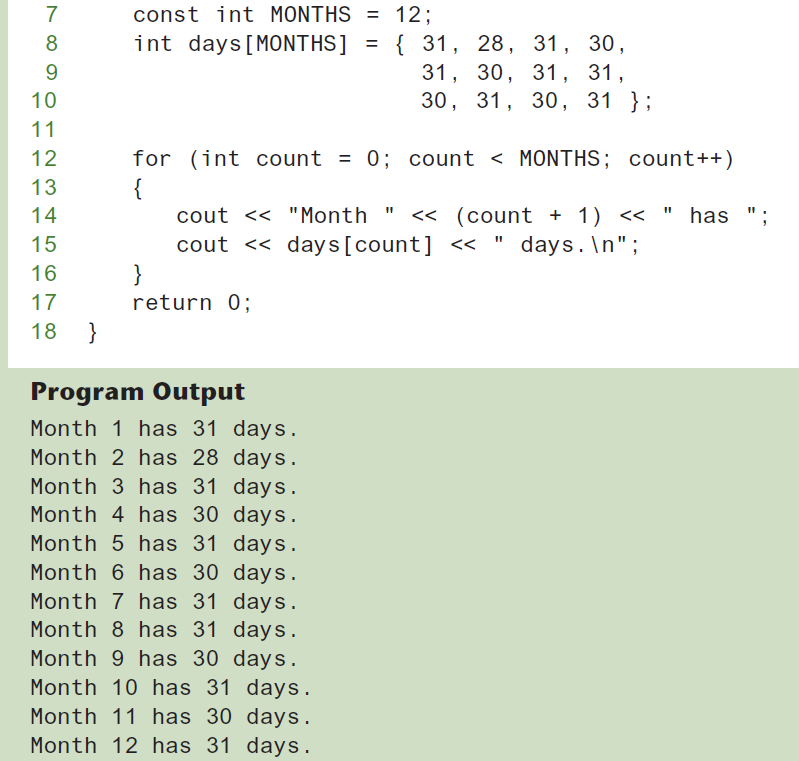 7 const int MONTHS = 12;
8 int days[MONTHS] = { 31, 28, 31, 30,
9 31, 30, 31, 31,
10 30, 31, 30, 31 };
11
12 for (int count = 0; count < MONTHS; count++)
13 {
14 cout << "Month " << (count + 1) << " has ";
15 cout << days[count] << " days.\n";
16 }
17 return 0;
18 }
Program Output
Month 1 has 31 days.
Month 2 has 28 days.
Month 3 has 31 days.
Month 4 has 30 days.
Month 5 has 31 days.
Month 6 has 30 days.
Month 7 has 31 days.
Month 8 has 31 days.
Month 9 has 30 days.
Month 10 has 31 days.
Month 11 has 30 days.
Month 12 has 31 days.